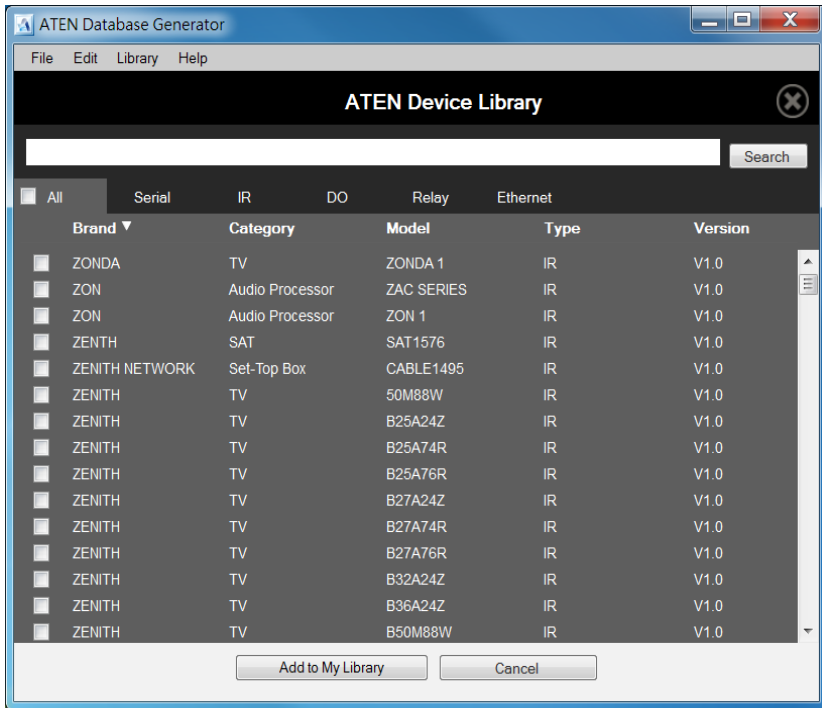 ATEN Database Generator
File Edit Library Help
ATEN Device Library
Search
All Serial IR DO Relay Ethernet
Brand Category Model Type Version
ZONDA TV ZONDA 1 IR V1.0
ZON Audio Processor ZAC SERIES IR V1.0
ZON Audio Processor ZON 1 IR V1.0
ZENTH SAT SAT1576 IR V1.0
ZENITH NETWORK Set-Top Box CABLE1495 IR V1.0
ZENITH TV 50M88W IR V1.0
ZENITH TV B25A24Z IR V1.0
ZENITH TV B25A74R IR V1.0
ZENITH TV B25A76R IR V1.0
ZENITH TV B27A24Z IR V1.0
ZENITH TV B27A74R IR V1.0
ZENITH TV B27A76R IR V1.0
ZENITH TV B32A24Z IR V1.0
ZENITH TV B36A24Z IR V1.0
ZENITH TV B50M88W IR V1.0
Add to My Library Cancel